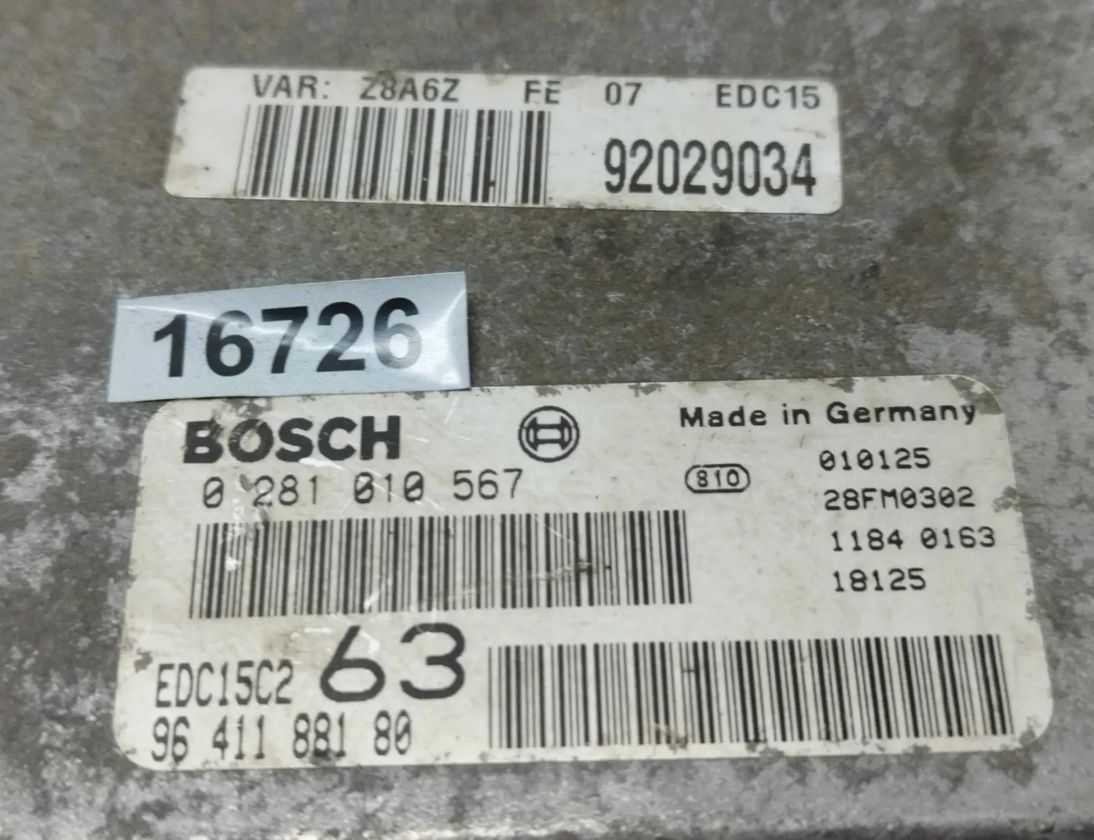 VAR: Z8A6Z FE 07 EDC15
92029034
16726
BOSCH
Made in Germany
0 281 010 567
810
010125
28FM0302
1184 0163
18125
63
EDC15C2
96 411 881 80